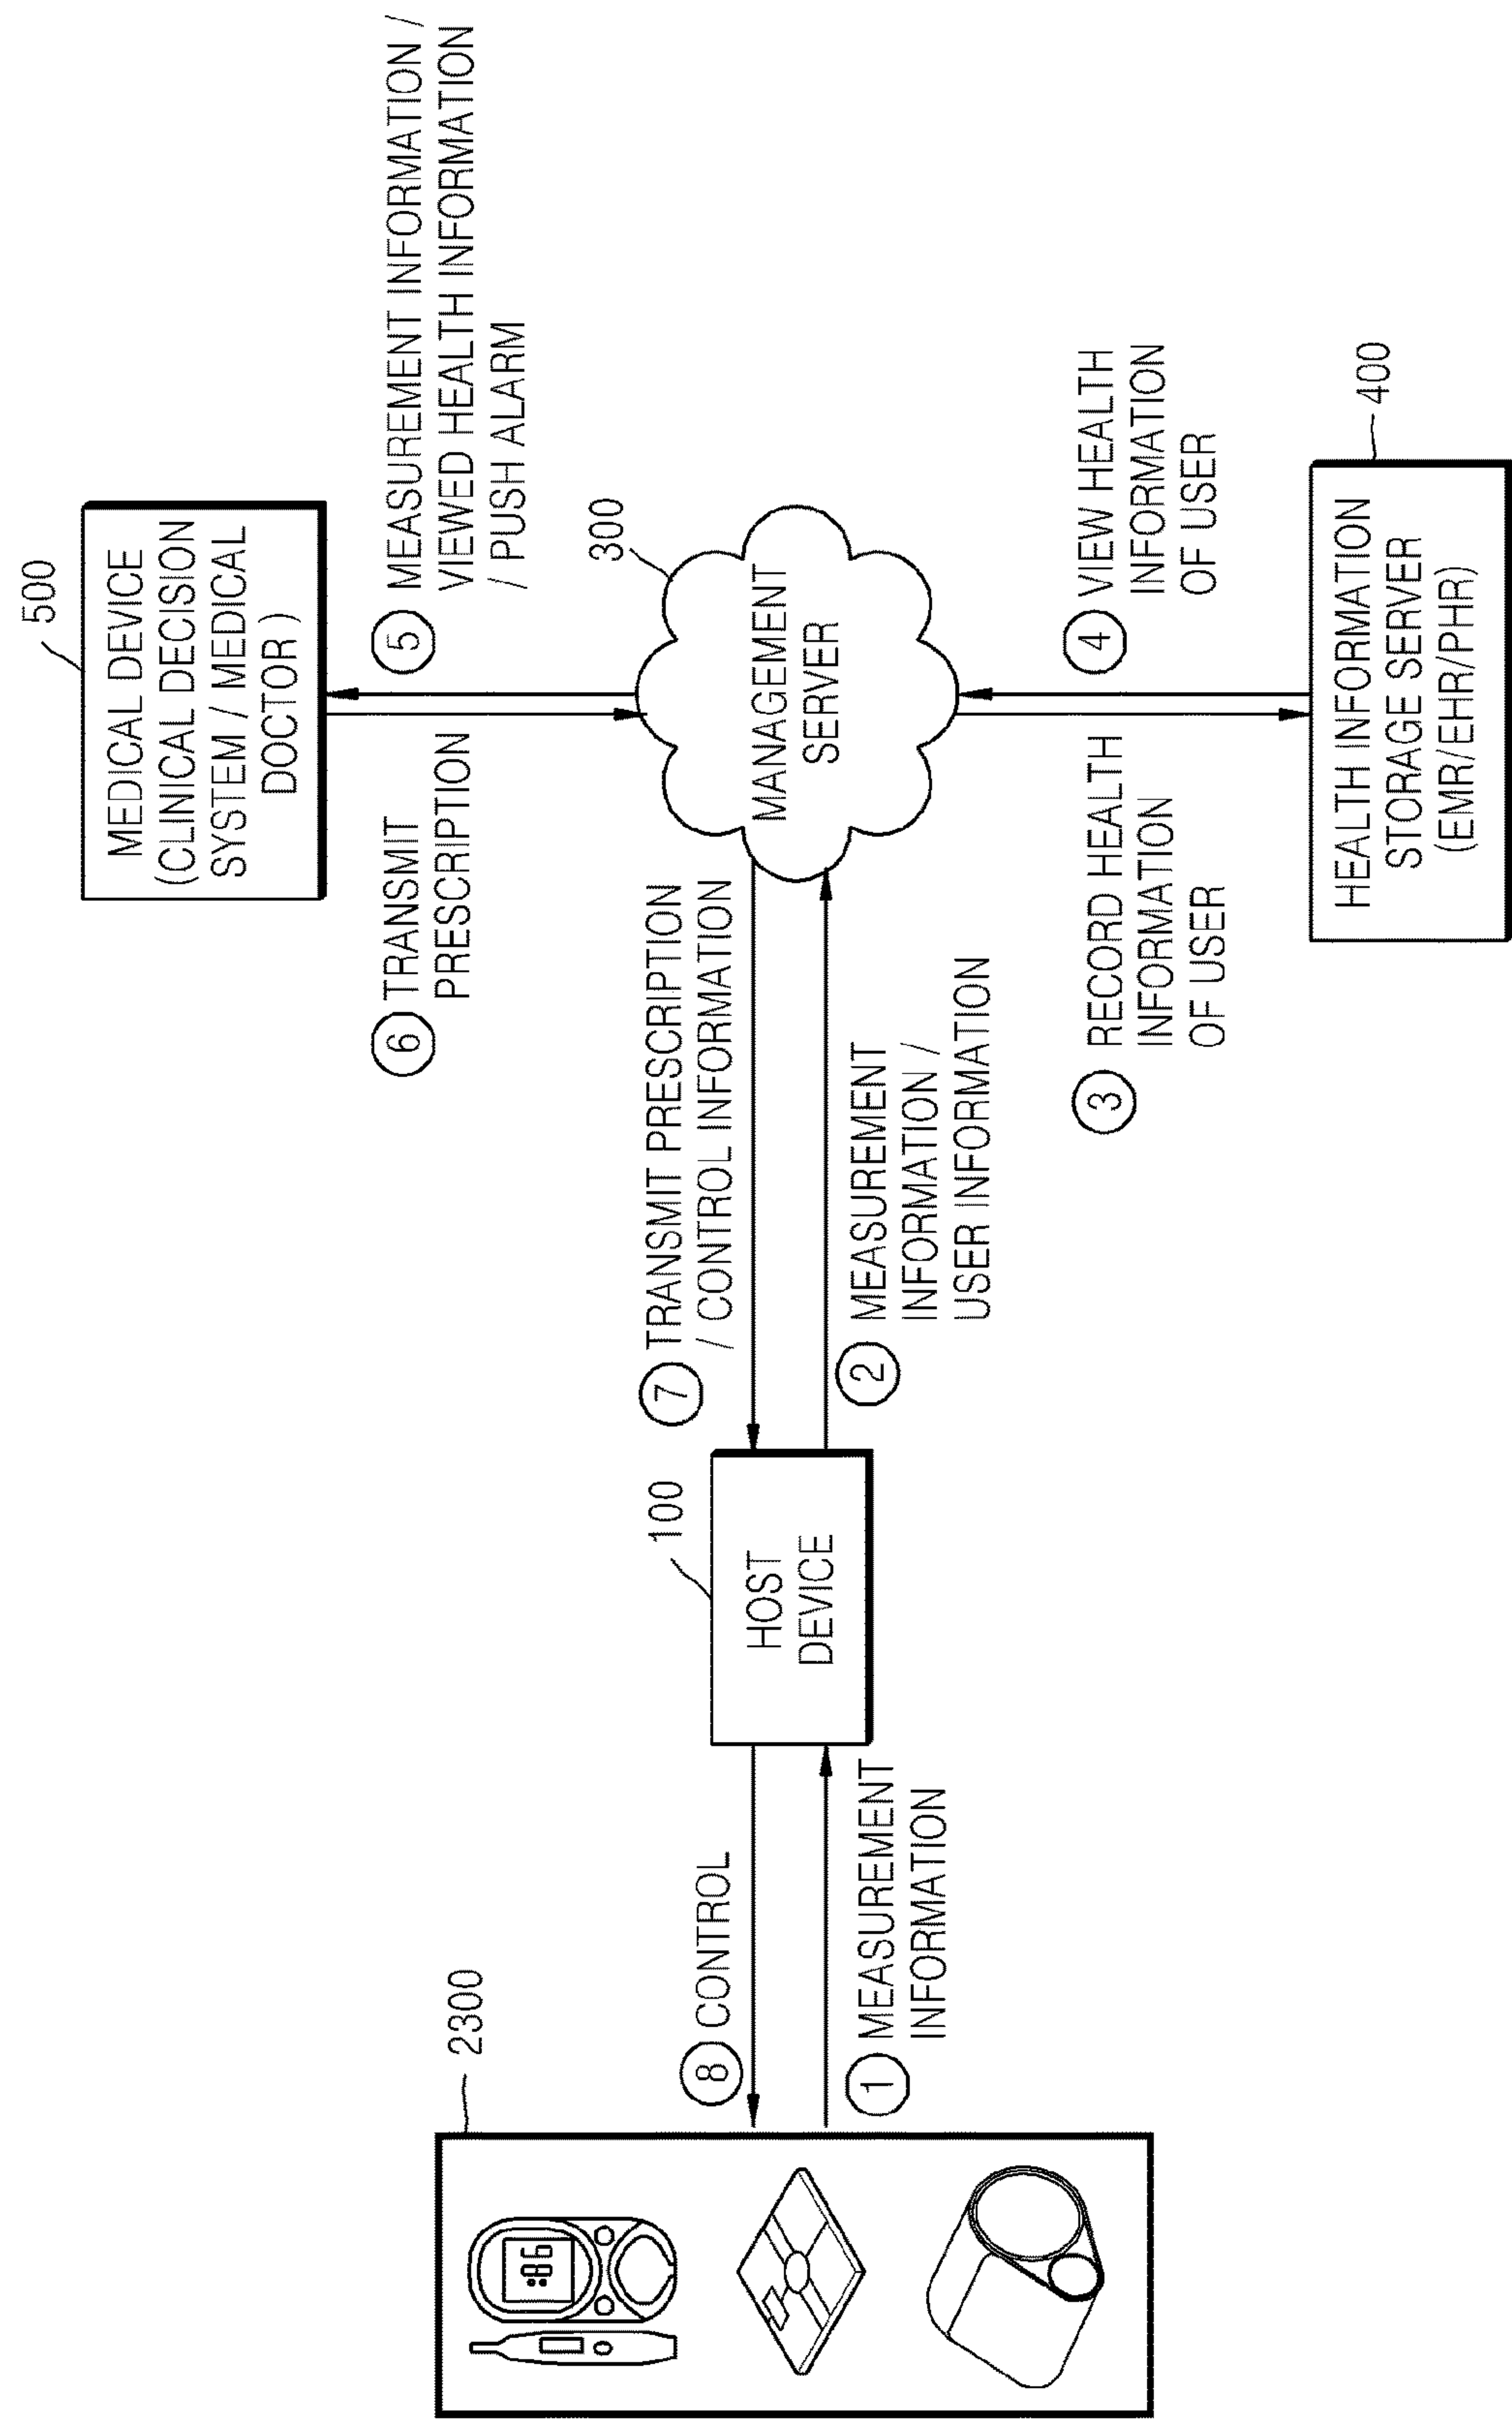 500
MEDICAL DEVICE
(CLINICAL DECISION
SYSTEM / MEDICAL
DOCTOR )
6 TRANSMIT
PRESCRIPTION
5 MEASUREMENT INFORMATION /
VIEWED HEALTH INFORMATION
/ PUSH ALARM
2300
98
8 CONTROL
1 MEASUREMENT
INFORMATION
100
HOST
DEVICE
7 TRANSMIT PRESCRIPTION
/ CONTROL INFORMATION
2 MEASUREMENT
INFORMATION /
USER INFORMATION
300
MANAGEMENT
SERVER
3 RECORD HEALTH
INFORMATION
OF USER
4 VIEW HEALTH
INFORMATION
OF USER
400
HEALTH INFORMATION
STORAGE SERVER
(EMR/EHR/PHR)